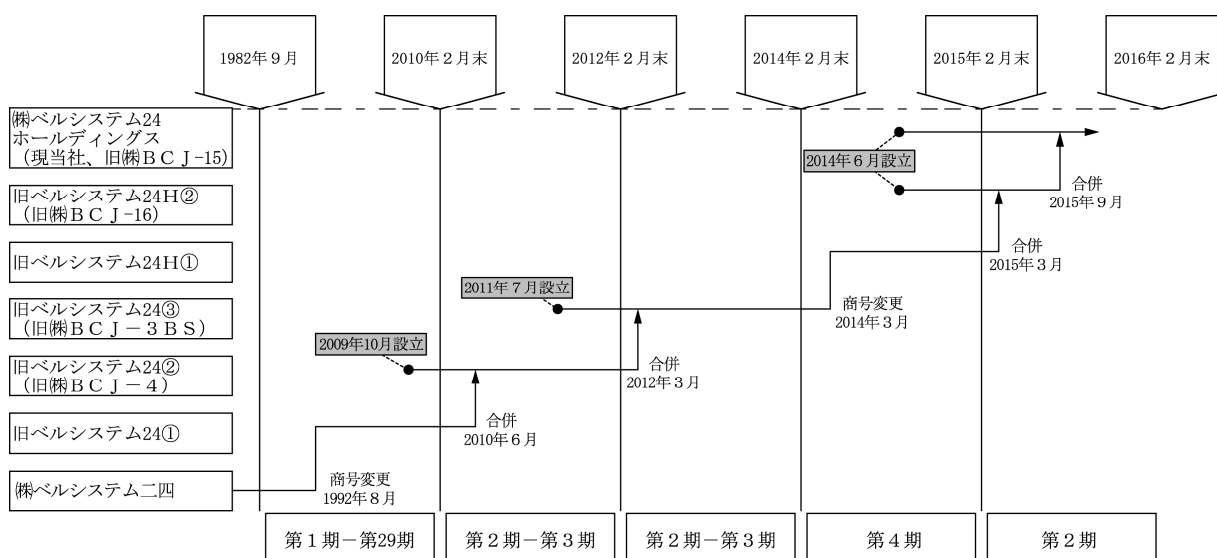 1982年９月
2010年２月末
2012年２月末
2014年２月末
2015年２月末
2016年２月末
㈱ベルシステム24
ホールディングス
（現当社、旧㈱ＢＣＪ-15）
2014年６月設立
合併
2015年９月
旧ベルシステム24Ｈ②
（旧㈱ＢＣＪ-16）
合併
2015年３月
旧ベルシステム24Ｈ①
2011年７月設立
旧ベルシステム24③
（旧㈱ＢＣＪ－３ＢＳ）
商号変更
2014年３月
2009年10月設立
旧ベルシステム24②
（旧㈱ＢＣＪ－４）
合併
2012年３月
旧ベルシステム24①
合併
2010年６月
㈱ベルシステム二四
商号変更
1992年８月
第１期－第29期
第２期－第３期
第２期－第３期
第４期
第２期